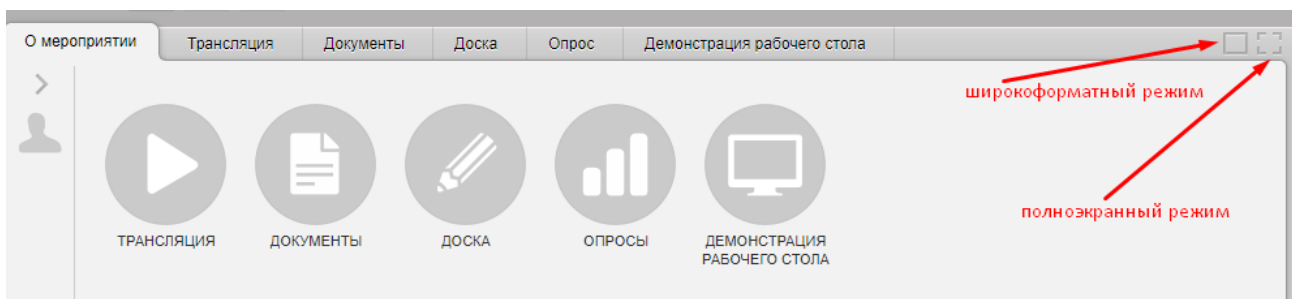 О мероприятии Трансляция Документы Доска Опрос Демонстрация рабочего стола
широкоформатный режим
полноэкранный режим
ТРАНСЛЯЦИЯ ДОКУМЕНТЫ ДОСКА ОПРОСЫ ДЕМОНСТРАЦИЯ
РАБОЧЕГО СТОЛА